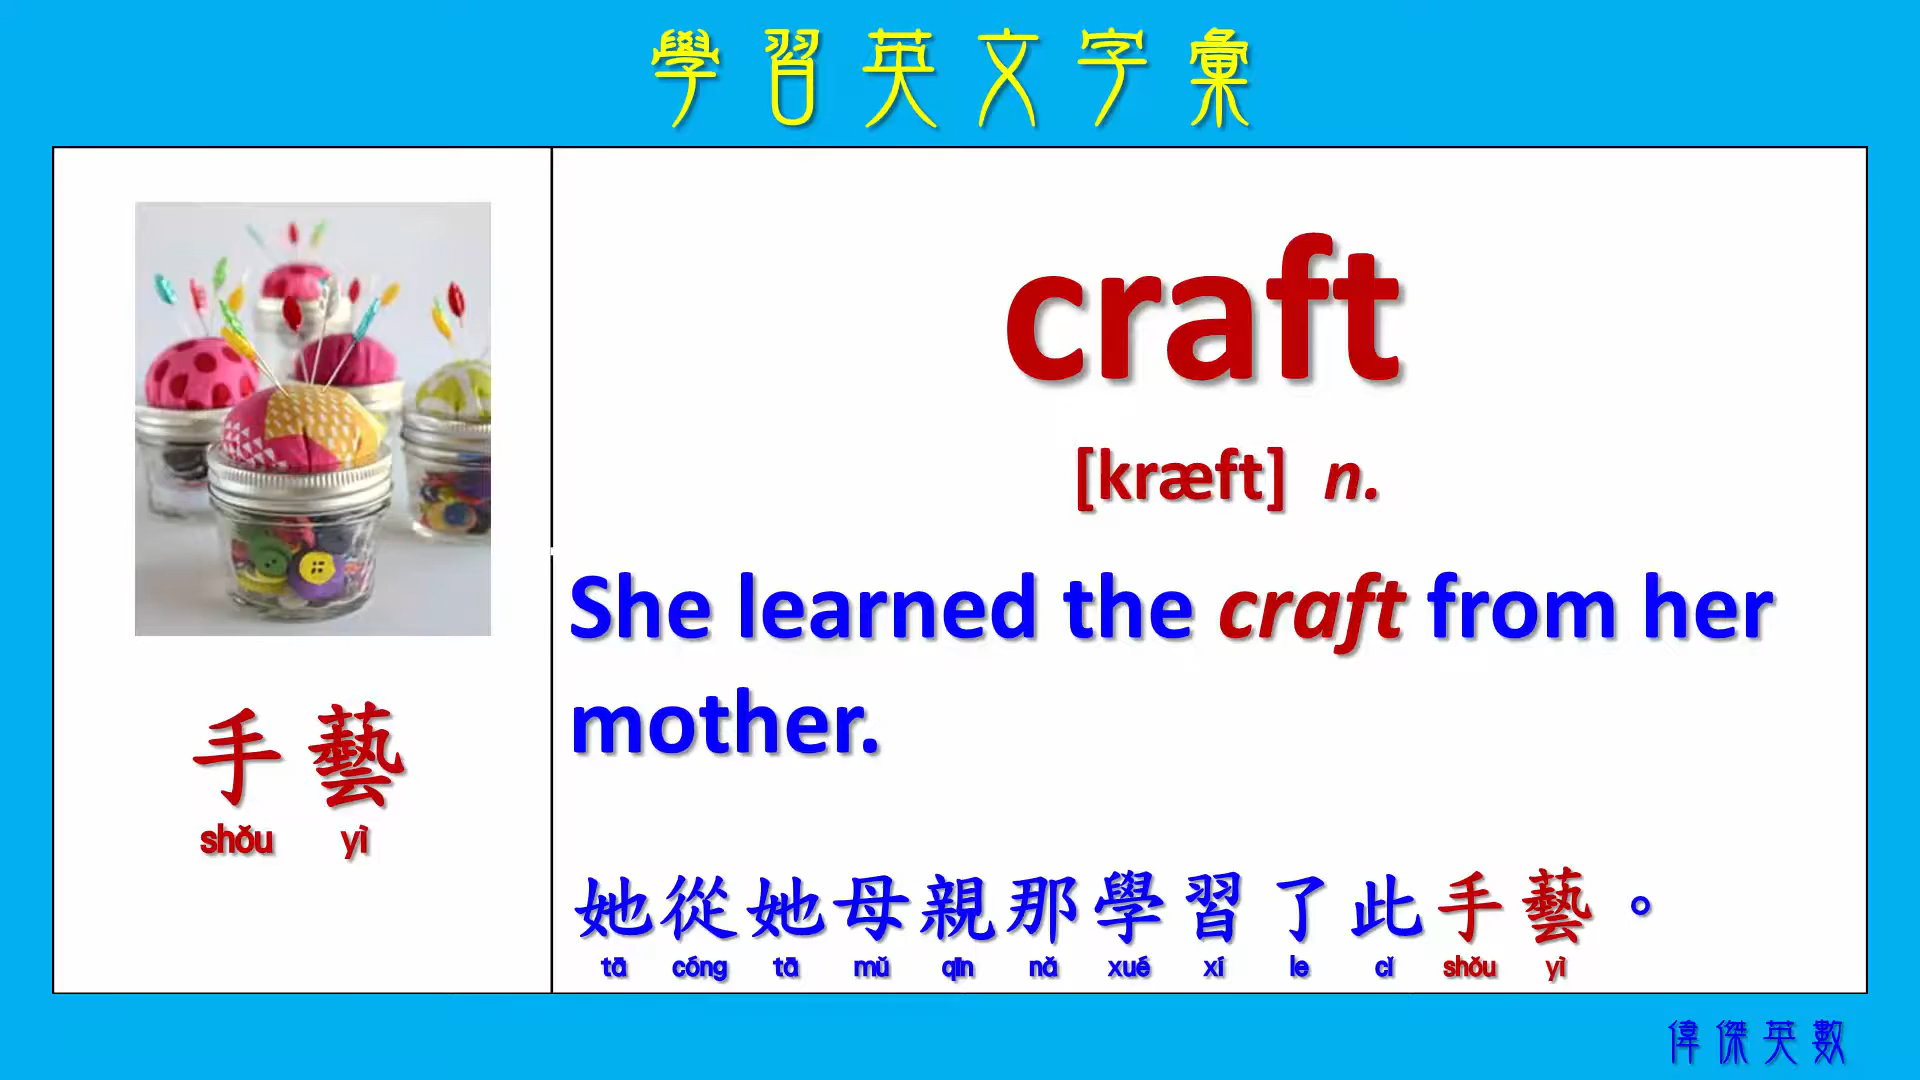 學習英文字彙
手藝
shǒu yì
craft
[kræft] n.
She learned the craft from her
mother.
她從她母親那學習了此手藝。
tā cóng tā mǔ qīn nǎ xué xí le cǐ shǒu yì
偉傑英數